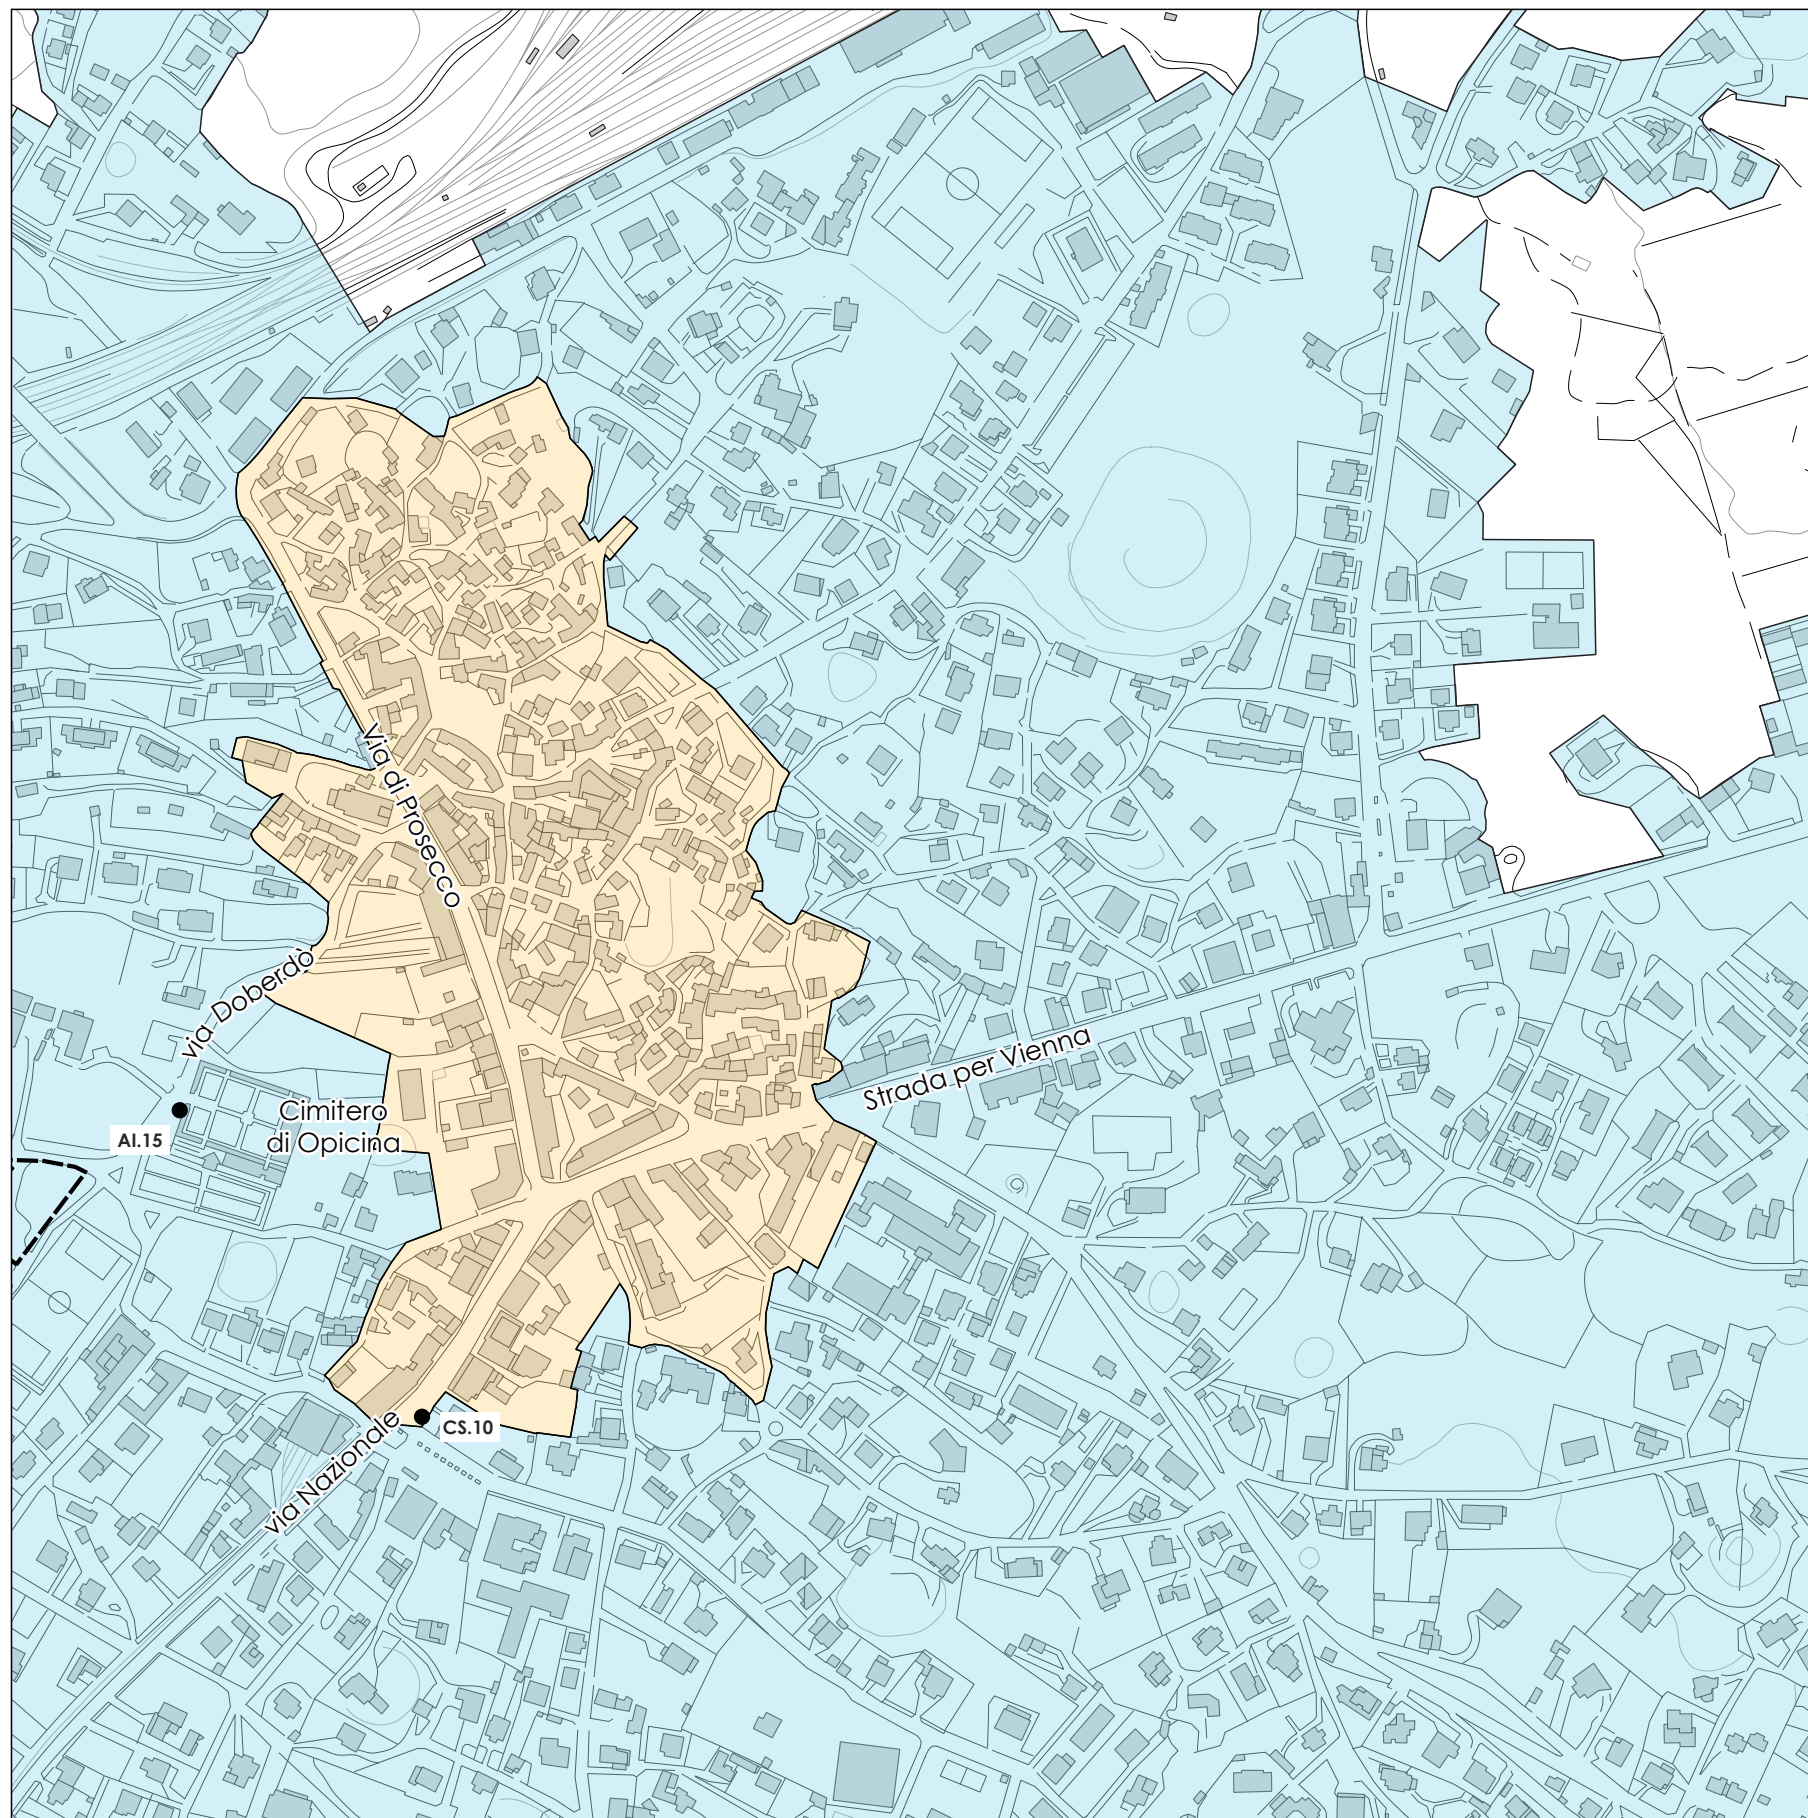 Via di Prosecco
via Doberdò
Strada per Vienna
Cimitero
di Opicina
AI.15
CS.10
via Nazionale